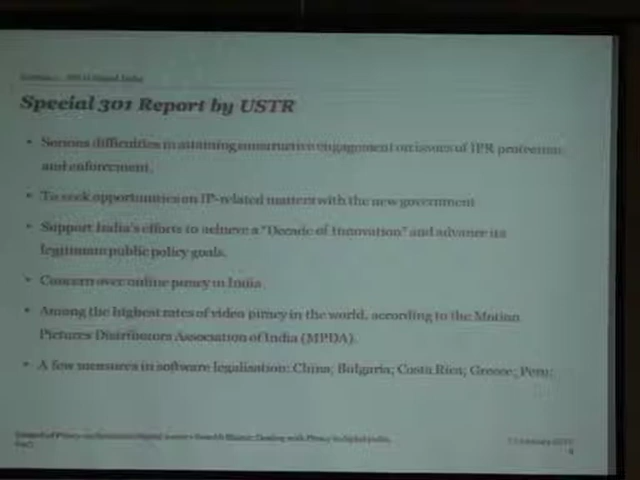 Special 301 Report by USTR
• Serious difficulties in attaining constructive engagement on issues of IPR protection
and enforcement.
• To seek opportunities on IP-related matters with the new government
• Support India's efforts to achieve a "Decade of Innovation" and advance its
legitimate public policy goals.
• Concern over online piracy in India.
• Among the highest rates of video piracy in the world, according to the Motion
Pictures Distributors Association of India (MPDA).
• A few measures in software legalisation: China; Bulgaria; Costa Rica; Greece; Peru;